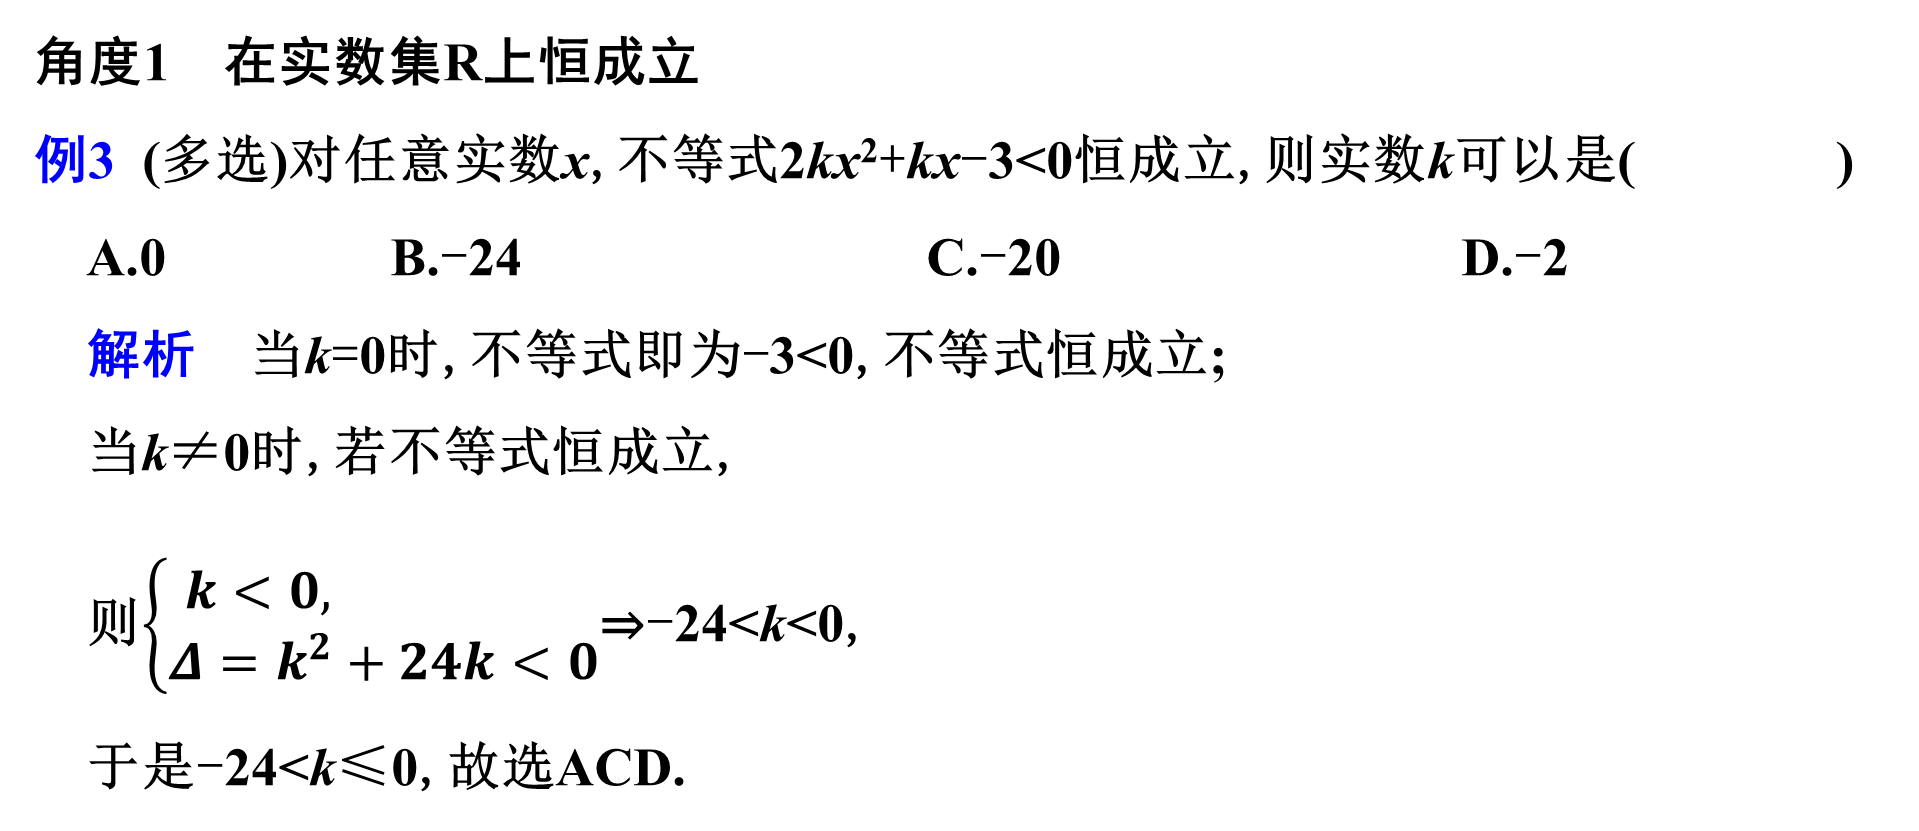 角度1 在实数集R上恒成立
例3 (多选)对任意实数x,不等式2kx²+kx−3<0恒成立,则实数k可以是( )
A.0 B.−24 C.−20 D.−2
解析 当k=0时,不等式即为−3<0,不等式恒成立;
当k≠0时,若不等式恒成立,
则{k < 0, Δ = k² + 24k < 0 ⇒−24<k<0,
于是−24<k≤0,故选ACD.